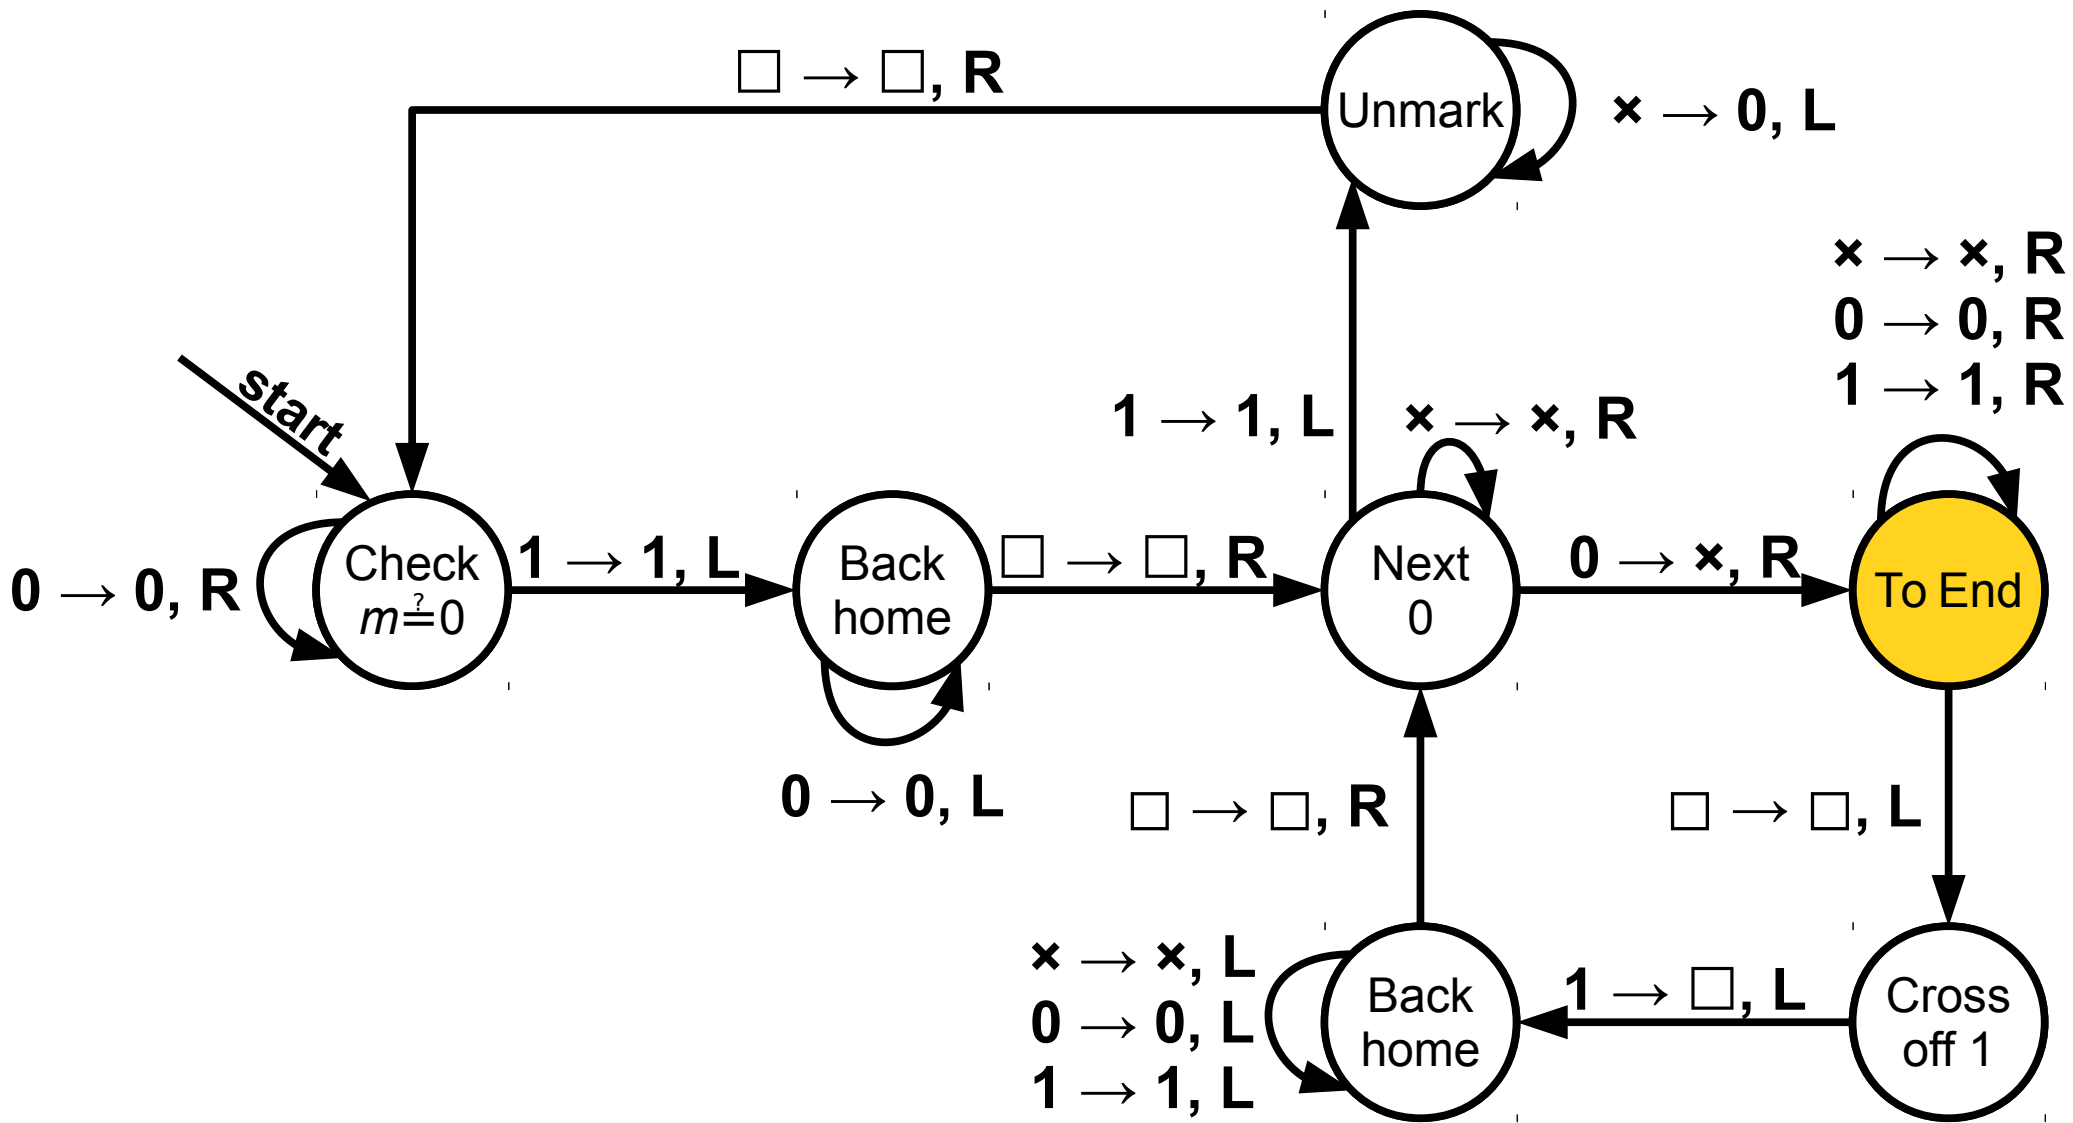 □ → □, R
Unmark
× → 0, L
× → ×, R
0 → 0, R
1 → 1, R
start
1 → 1, L
× → ×, R
0 → 0, R
Check
m≟0
1 → 1, L
Back
home
□ → □, R
Next
0
0 → ×, R
To End
0 → 0, L
□ → □, R
□ → □, L
× → ×, L
0 → 0, L
1 → 1, L
Back
home
1 → □, L
Cross
off 1